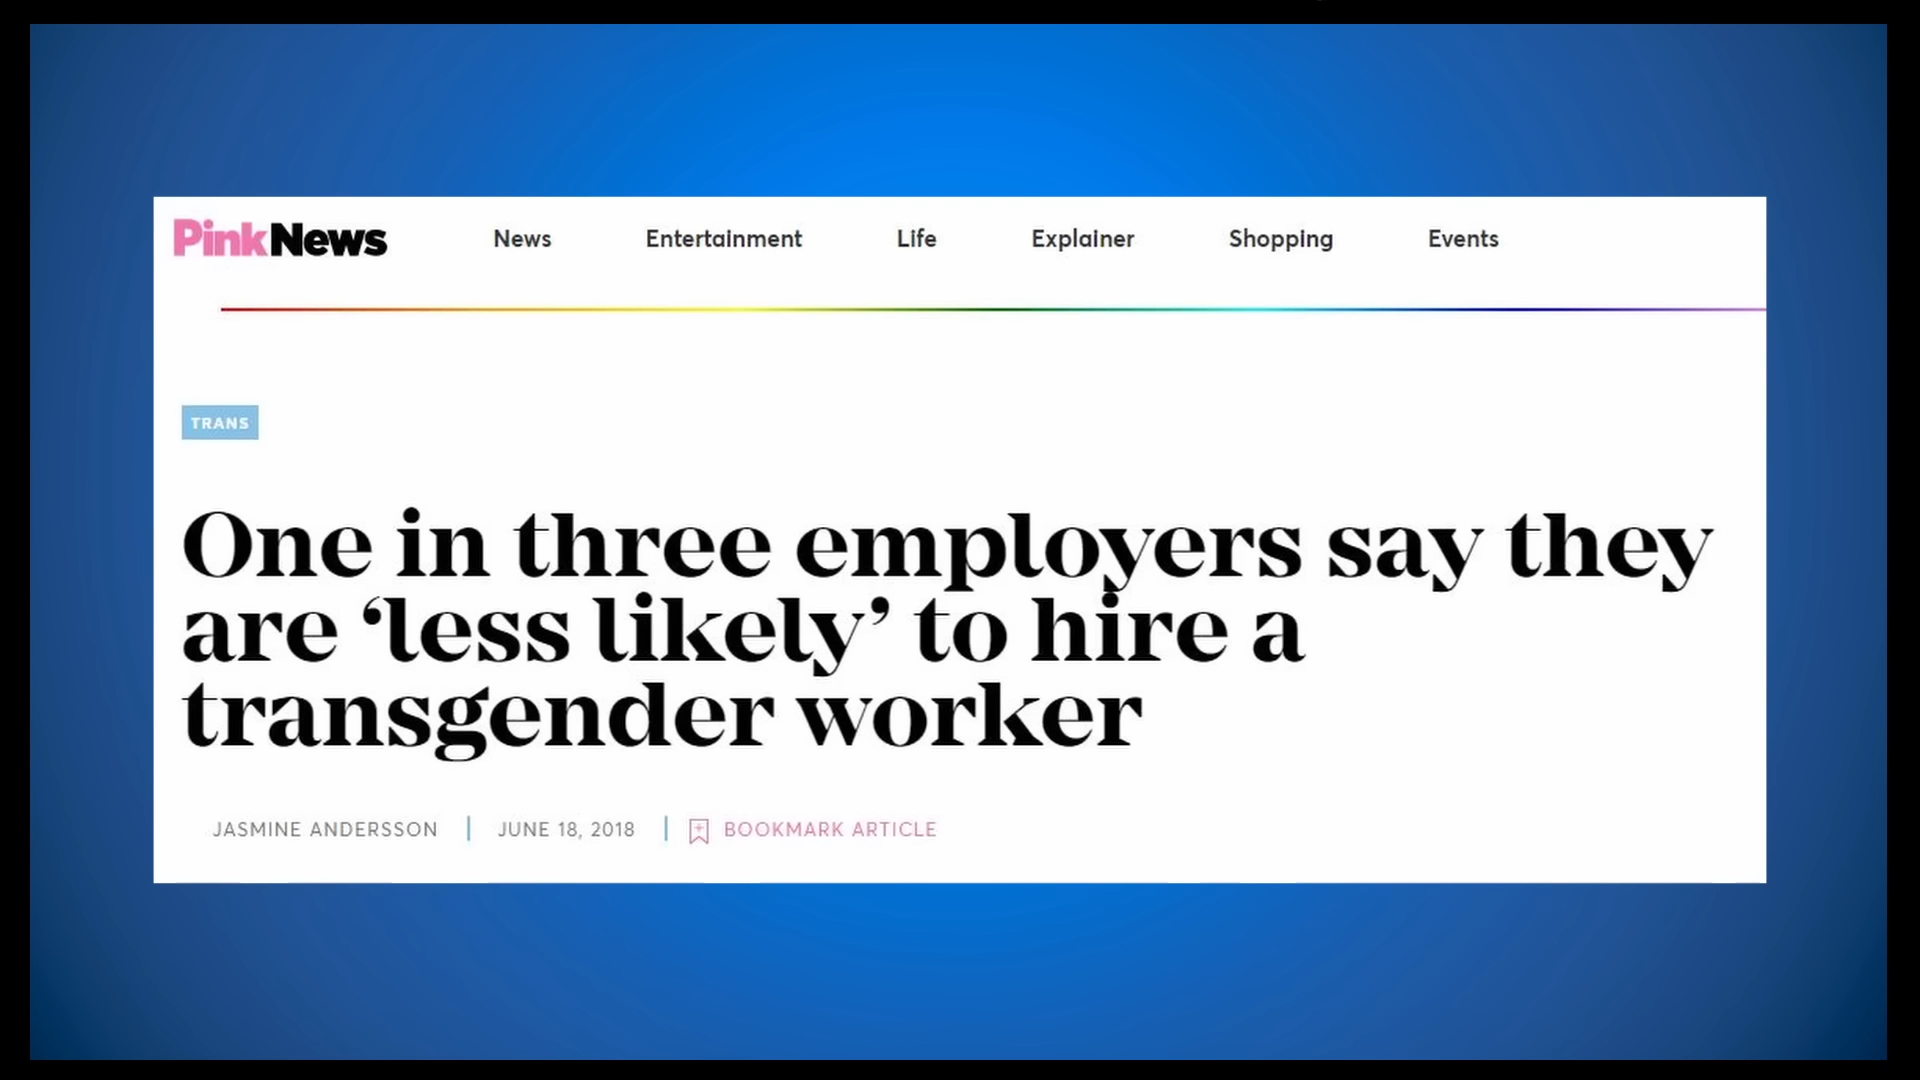 PinkNews News Entertainment Life Explainer Shopping Events
TRANS
One in three employers say they
are ‘less likely’ to hire a
transgender worker
JASMINE ANDERSSON | JUNE 18, 2018 | BOOKMARK ARTICLE